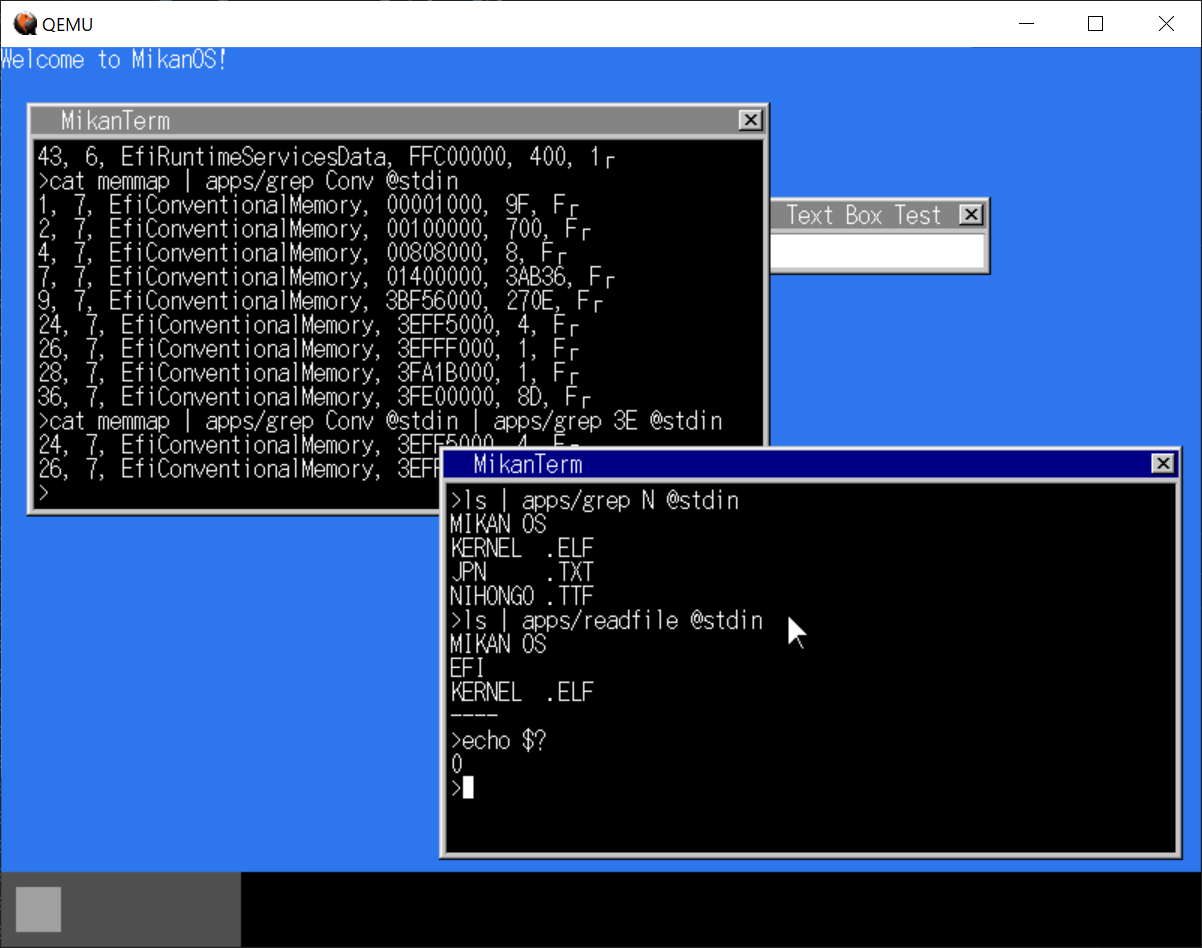 QEMU
Welcome to MikanOS!
MikanTerm
43, 6, EfiRuntimeServicesData, FFC00000, 400, 1┌
>cat memmap | apps/grep Conv @stdin
1, 7, EfiConventionalMemory, 00001000, 9F, F┌
2, 7, EfiConventionalMemory, 00100000, 700, F┌
4, 7, EfiConventionalMemory, 00808000, 8, F┌
7, 7, EfiConventionalMemory, 01400000, 3AB36, F┌
9, 7, EfiConventionalMemory, 3BF56000, 270E, F┌
24, 7, EfiConventionalMemory, 3EFF5000, 4, F┌
26, 7, EfiConventionalMemory, 3EFFF000, 1, F┌
28, 7, EfiConventionalMemory, 3FA1B000, 1, F┌
36, 7, EfiConventionalMemory, 3FE00000, 8D, F┌
>cat memmap | apps/grep Conv @stdin | apps/grep 3E @stdin
24, 7, EfiConventionalMemory, 3EFF5000, 4, F┌
26, 7, EfiConventionalMemory, 3EFF
>
Text Box Test
MikanTerm
>ls | apps/grep N @stdin
MIKAN OS
KERNEL  .ELF
JPN     .TXT
NIHONGO .TTF
>ls | apps/readfile @stdin
MIKAN OS
EFI
KERNEL  .ELF
----
>echo $?
0
>